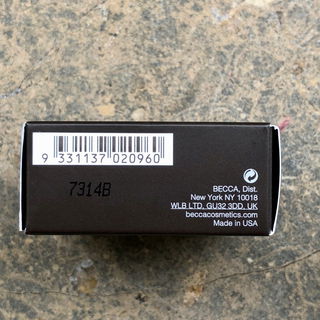 9 331137 020960
7314B
BECCA, Dist.
New York NY 10018
WLB LTD, GU32 3DD, UK
beccacosmetics.com
Made in USA